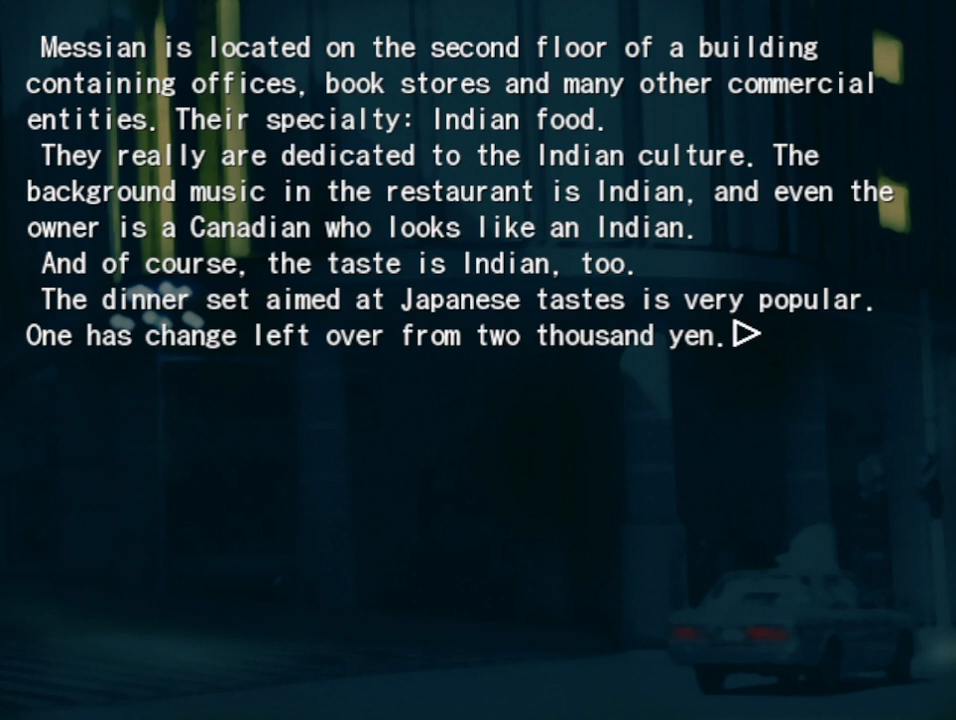 Messian is located on the second floor of a building
containing offices, book stores and many other commercial
entities. Their specialty: Indian food.
They really are dedicated to the Indian culture. The
background music in the restaurant is Indian, and even the
owner is a Canadian who looks like an Indian.
And of course, the taste is Indian, too.
The dinner set aimed at Japanese tastes is very popular.
One has change left over from two thousand yen.